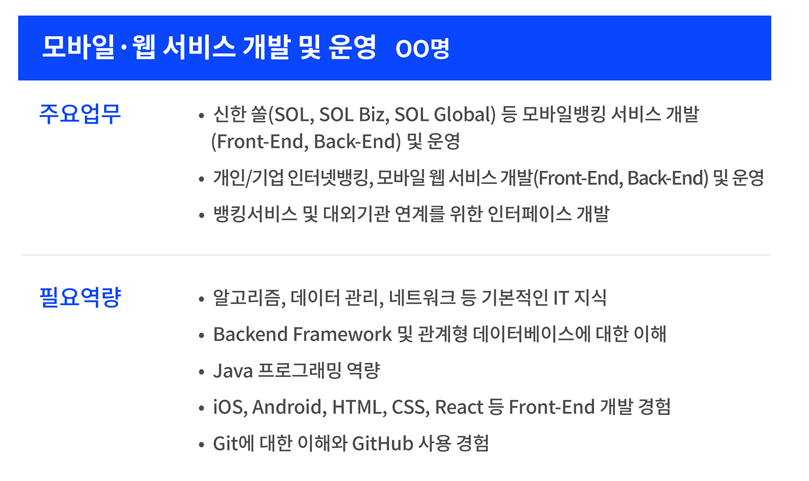 모바일·웹 서비스 개발 및 운영 OO명
주요업무
• 신한 쏠(SOL, SOL Biz, SOL Global) 등 모바일뱅킹 서비스 개발
(Front-End, Back-End) 및 운영
• 개인/기업 인터넷뱅킹, 모바일 웹 서비스 개발(Front-End, Back-End) 및 운영
• 뱅킹서비스 및 대외기관 연계를 위한 인터페이스 개발
필요역량
• 알고리즘, 데이터 관리, 네트워크 등 기본적인 IT 지식
• Backend Framework 및 관계형 데이터베이스에 대한 이해
• Java 프로그래밍 역량
• iOS, Android, HTML, CSS, React 등 Front-End 개발 경험
• Git에 대한 이해와 GitHub 사용 경험